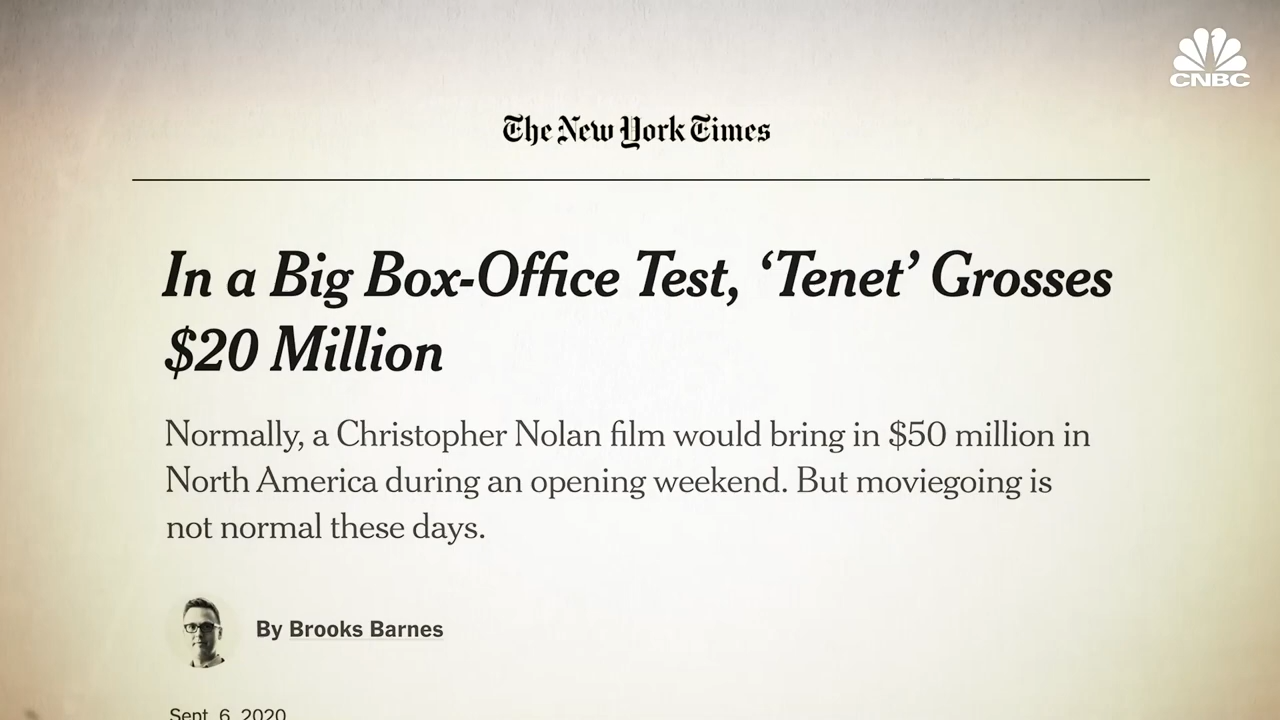 CNBC
The New York Times
In a Big Box-Office Test, ‘Tenet’ Grosses
$20 Million
Normally, a Christopher Nolan film would bring in $50 million in
North America during an opening weekend. But moviegoing is
not normal these days.
By Brooks Barnes
Sept. 6, 2020